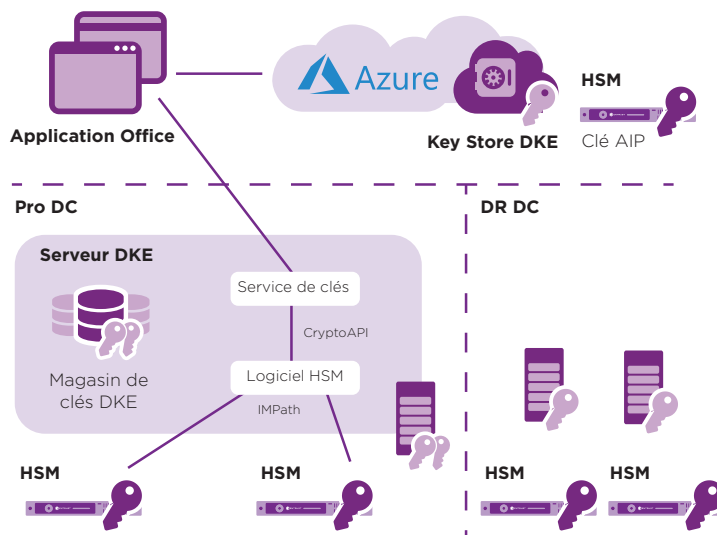 Azure
HSM
Application Office
Key Store DKE
Clé AIP
Pro DC
DR DC
Serveur DKE
Service de clés
CryptoAPI
Magasin de
clés DKE
Logiciel HSM
IMPath
HSM
HSM
HSM
HSM